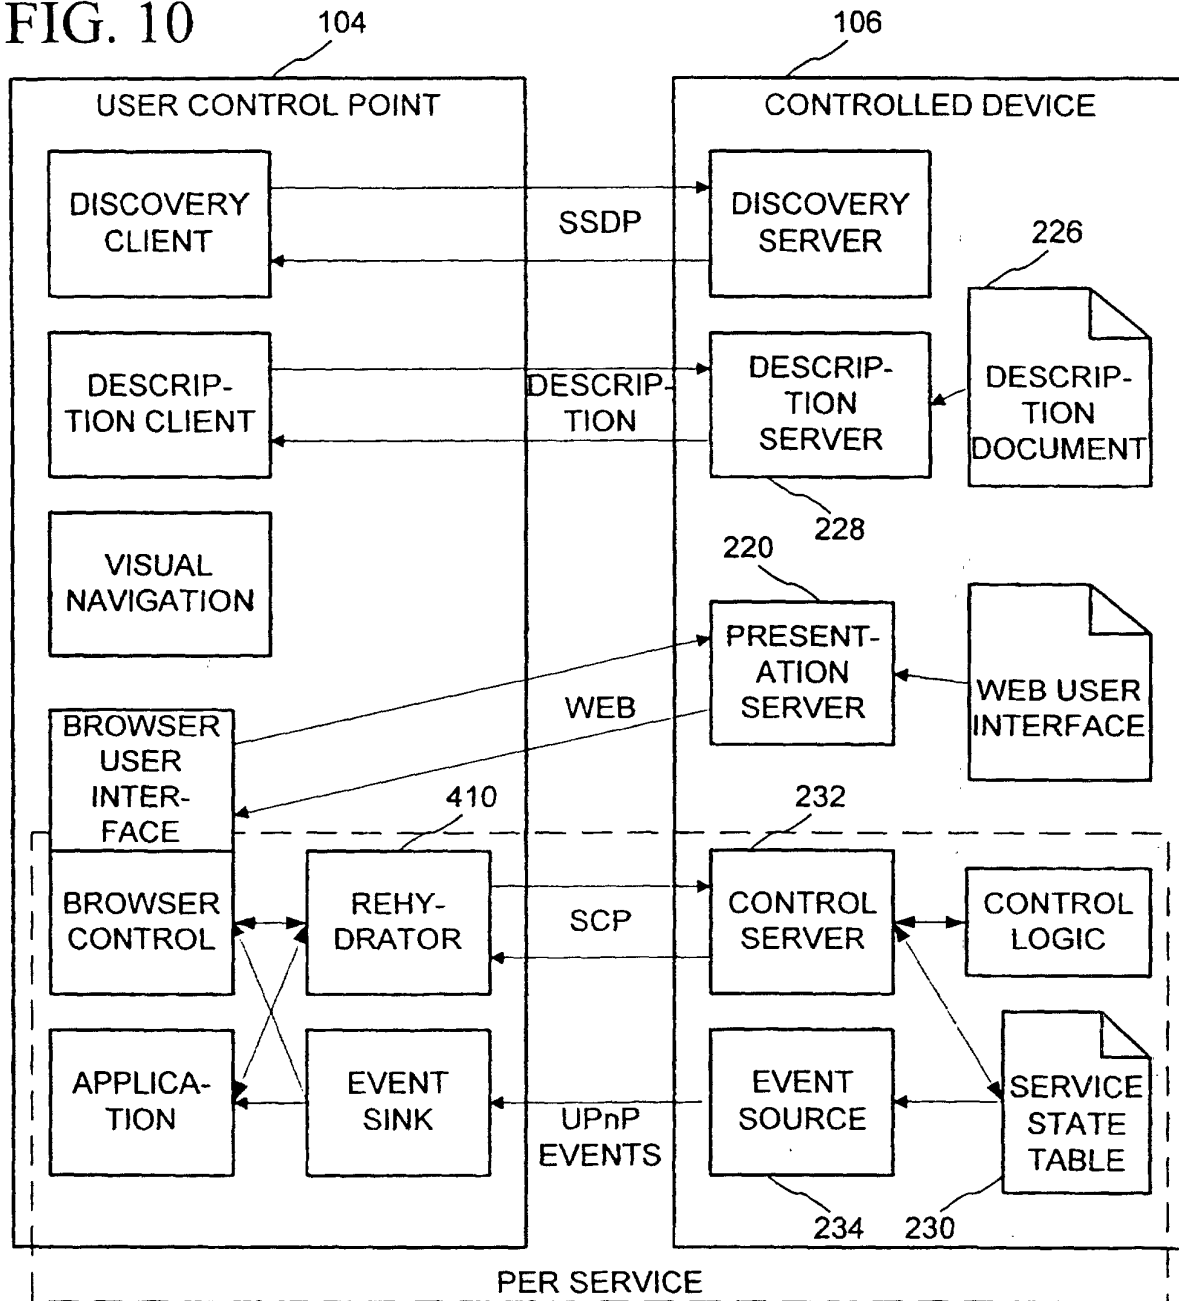 FIG. 10
104
106
USER CONTROL POINT
CONTROLLED DEVICE
DISCOVERY
CLIENT
SSDP
DISCOVERY
SERVER
226
DESCRIP-
TION CLIENT
DESCRIP-
TION
DESCRIP-
TION
SERVER
DESCRIP-
TION
DOCUMENT
228
VISUAL
NAVIGATION
220
PRESENT-
ATION
SERVER
WEB USER
INTERFACE
WEB
BROWSER
USER
INTER-
FACE
410
232
BROWSER
CONTROL
REHY-
DRATOR
SCP
CONTROL
SERVER
CONTROL
LOGIC
APPLICA-
TION
EVENT
SINK
UPnP
EVENTS
EVENT
SOURCE
SERVICE
STATE
TABLE
234
230
PER SERVICE